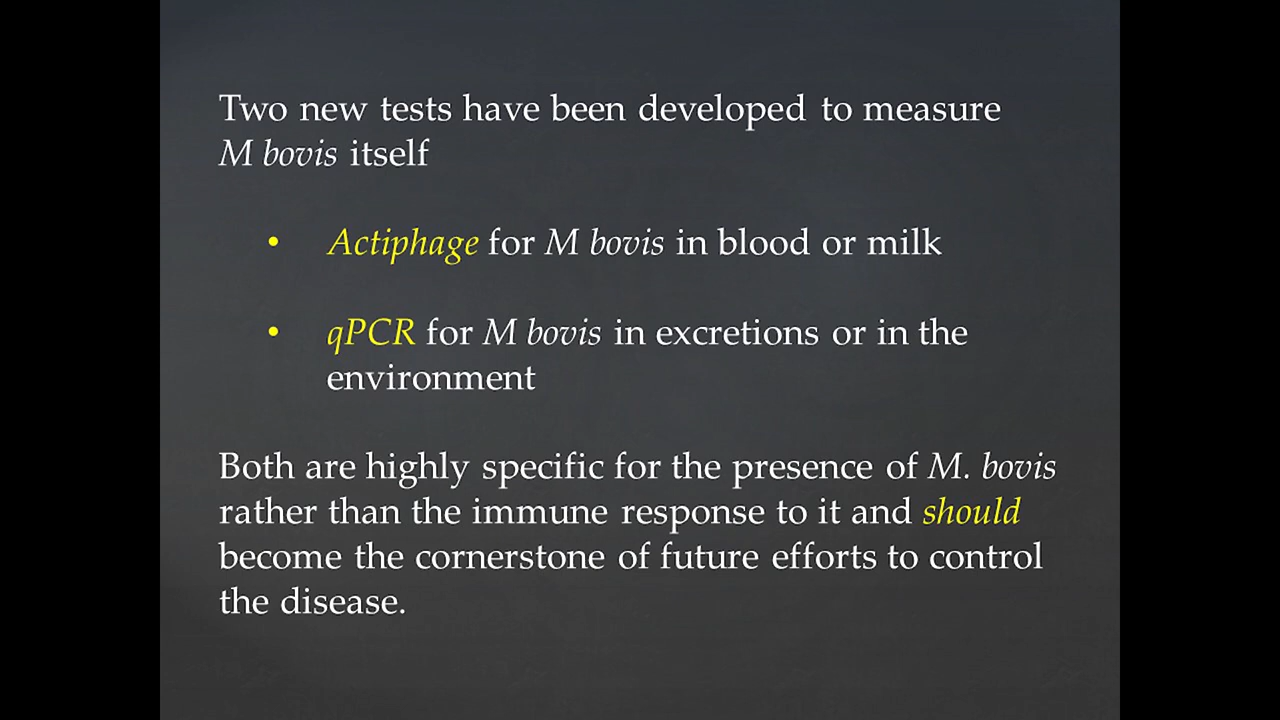 Two new tests have been developed to measure
M bovis itself
• Actiphage for M bovis in blood or milk
• qPCR for M bovis in excretions or in the
environment
Both are highly specific for the presence of M. bovis
rather than the immune response to it and should
become the cornerstone of future efforts to control
the disease.